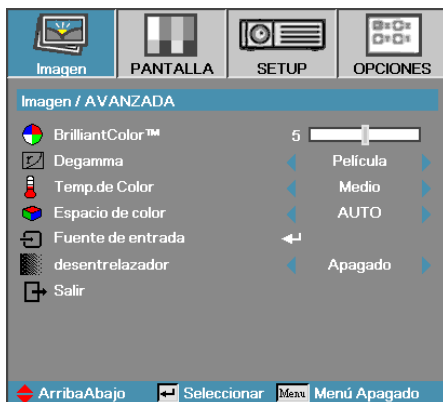 Imagen PANTALLA SETUP OPCIONES
Imagen / AVANZADA
BrilliantColor™ 5
Degamma Película
Temp.de Color Medio
Espacio de color AUTO
Fuente de entrada
desentrelazador Apagado
Salir
ArribaAbajo Seleccionar Menu Menú Apagado